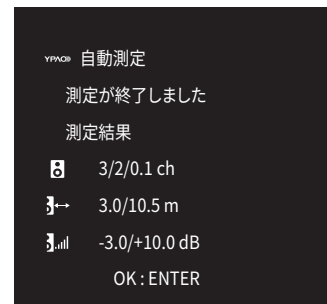 YPAO 自動測定
測定が終了しました
測定結果
3/2/0.1 ch
3.0/10.5 m
-3.0/+10.0 dB
OK : ENTER